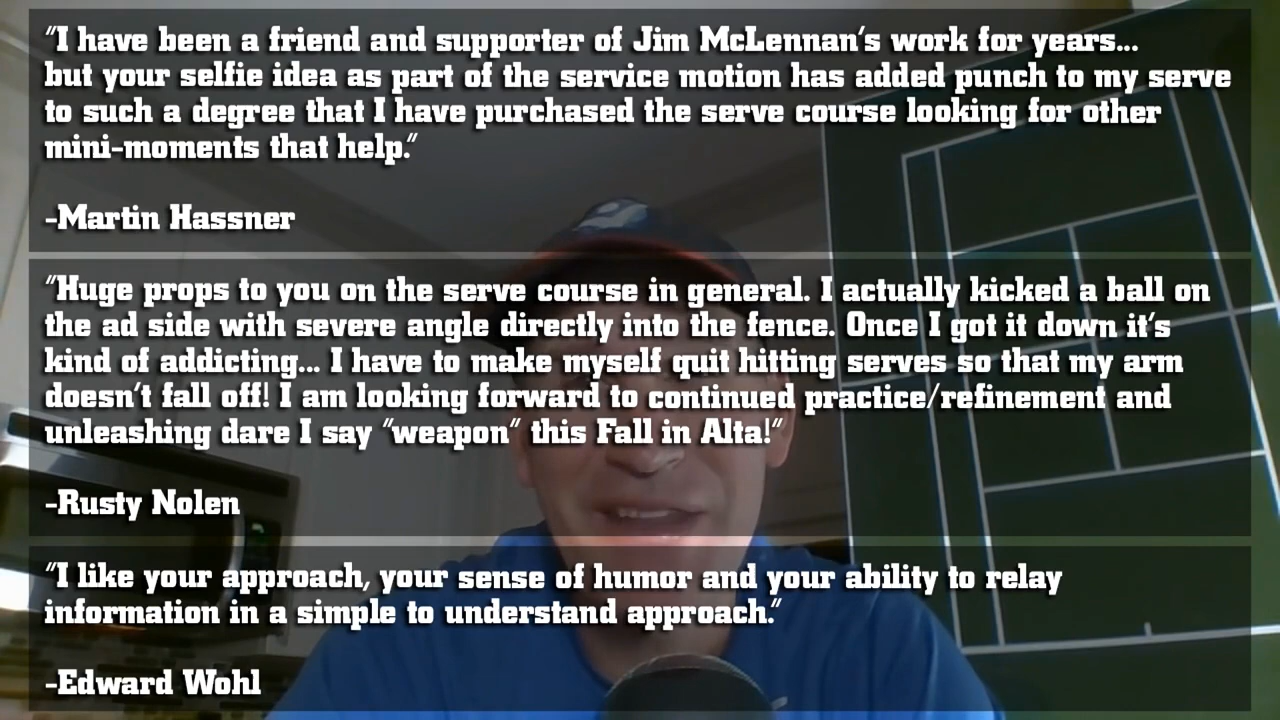 "I have been a friend and supporter of Jim McLennan's work for years...
but your selfie idea as part of the service motion has added punch to my serve
to such a degree that I have purchased the serve course looking for other
mini-moments that help."
-Martin Hassner
"Huge props to you on the serve course in general. I actually kicked a ball on
the ad side with severe angle directly into the fence. Once I got it down it's
kind of addicting... I have to make myself quit hitting serves so that my arm
doesn't fall off! I am looking forward to continued practice/refinement and
unleashing dare I say "weapon" this Fall in Alta!"
-Rusty Nolen
"I like your approach, your sense of humor and your ability to relay
information in a simple to understand approach."
-Edward Wohl